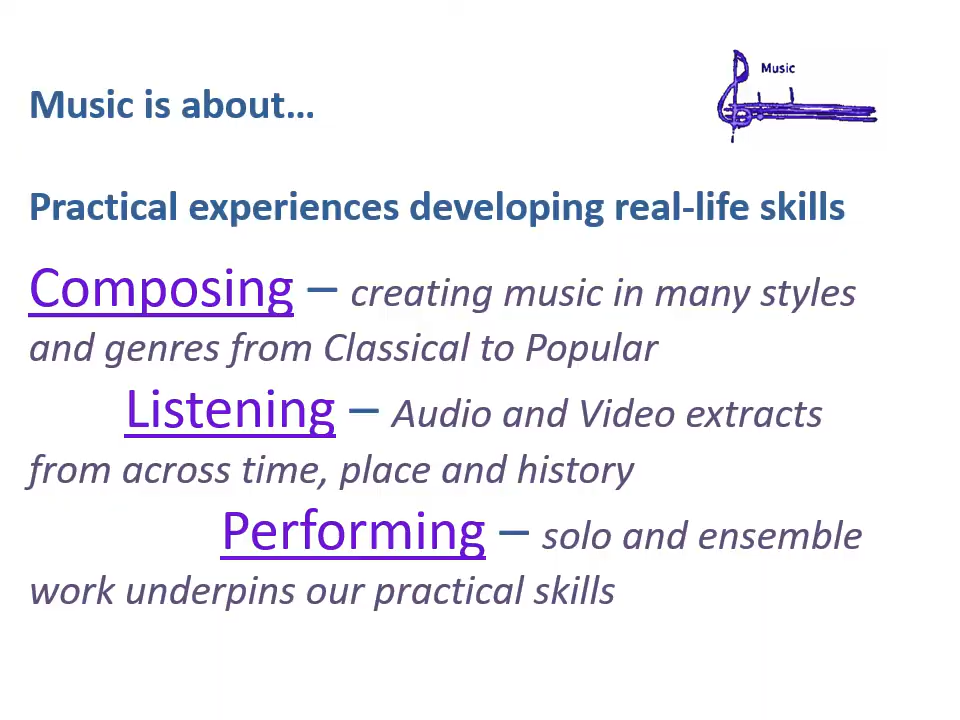 Music
Music is about…
Practical experiences developing real-life skills
Composing – creating music in many styles
and genres from Classical to Popular
Listening – Audio and Video extracts
from across time, place and history
Performing – solo and ensemble
work underpins our practical skills